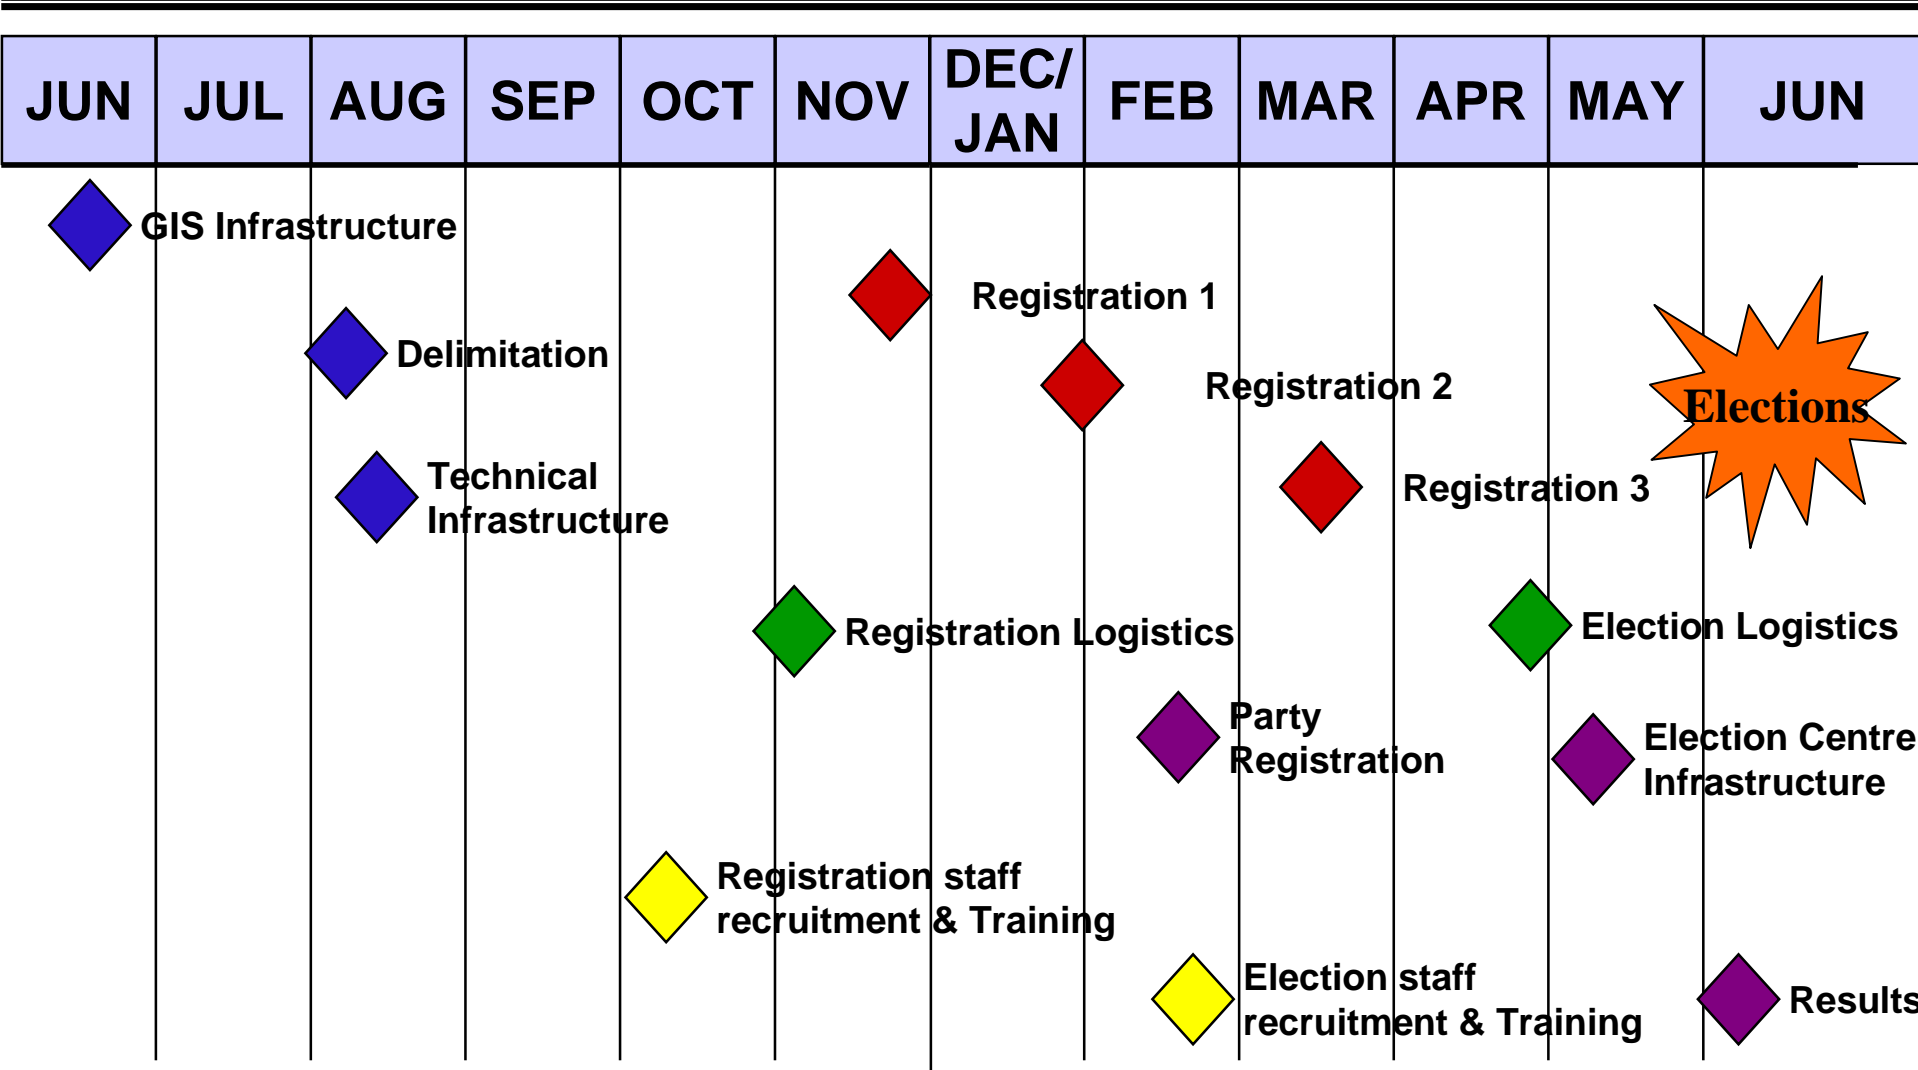 JUN JUL AUG SEP OCT NOV DEC/ FEB MAR APR MAY JUN
JAN
GIS Infrastructure
Registration 1
Delimitation
Registration 2
Elections
Technical
Infrastructure
Registration 3
Registration Logistics
Election Logistics
Party
Registration
Election Centre
Infrastructure
Registration staff
recruitment & Training
Election staff
recruitment & Training
Results